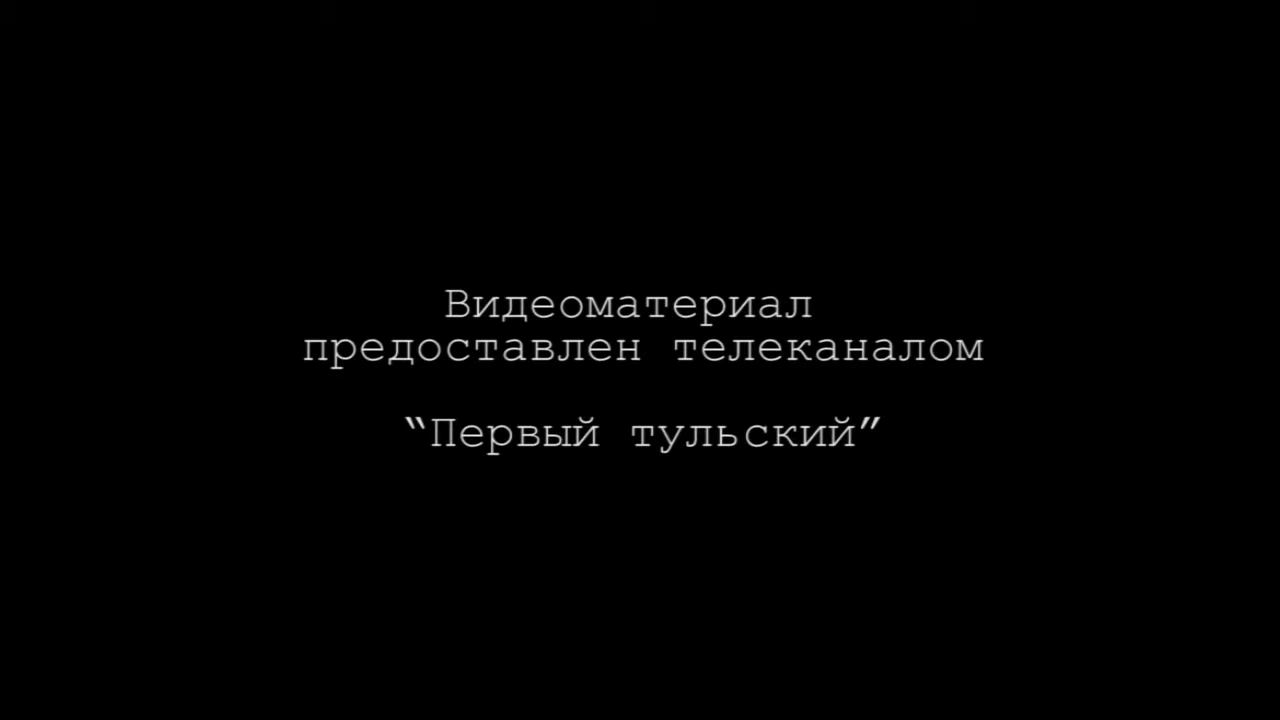 Видеоматериал
предоставлен телеканалом
“Первый тульский”